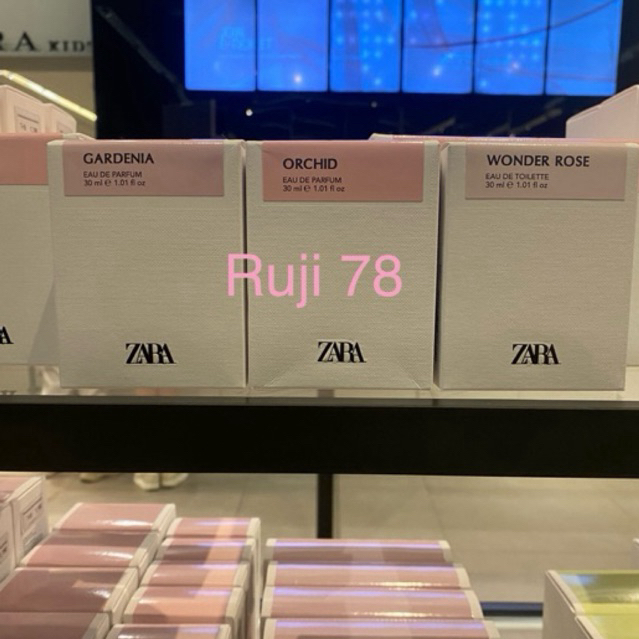 RA KIDS
GARDENIA
EAU DE PARFUM
30 ml ℮ 1.01 fl oz
ORCHID
EAU DE PARFUM
30 ml ℮ 1.01 fl oz
WONDER ROSE
EAU DE TOILETTE
30 ml ℮ 1.01 fl oz
Ruji 78
A
ZARA
ZARA
ZARA